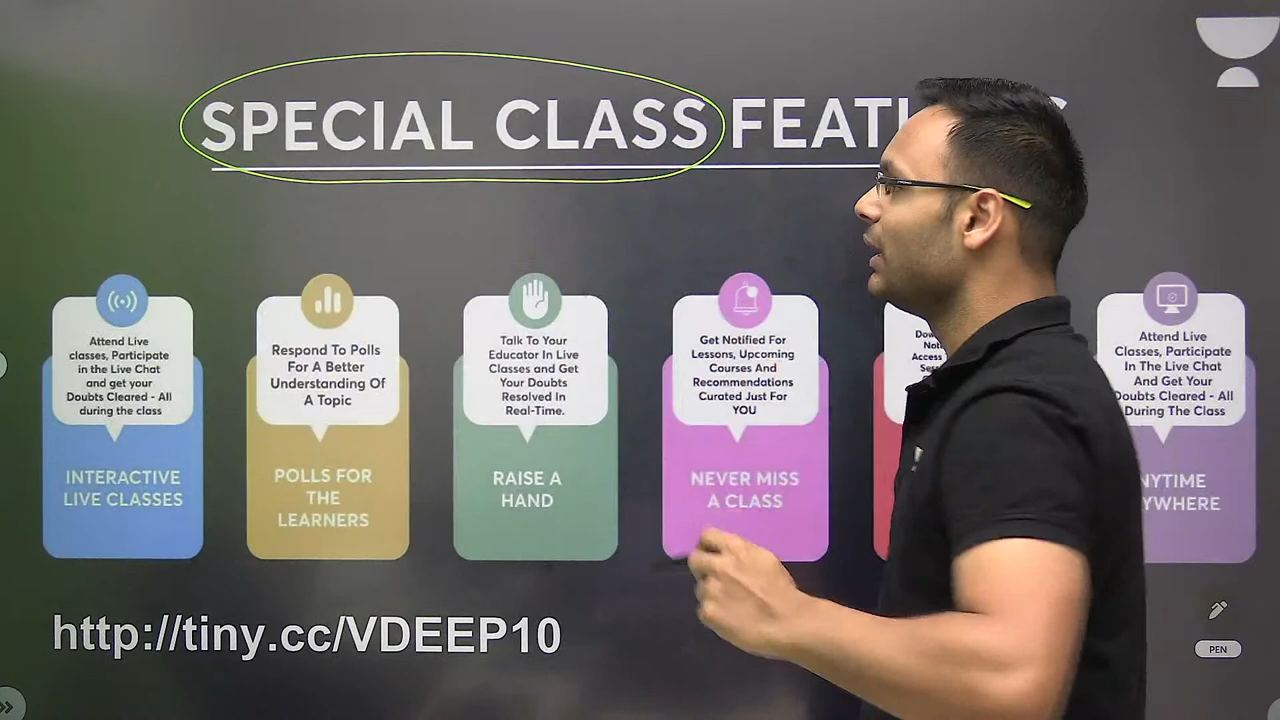 SPECIAL CLASS
Attend Live
classes, Participate
in the Live Chat
and get your
Doubts Cleared - All
during the class
INTERACTIVE
LIVE CLASSES
Respond To Polls
For A Better
Understanding Of
A Topic
POLLS FOR
THE
LEARNERS
Talk To Your
Educator In Live
Classes and Get
Your Doubts
Resolved In
Real-Time.
RAISE A
HAND
Get Notified For
Lessons, Upcoming
Courses And
Recommendations
Curated Just For
YOU
NEVER MISS
A CLASS
Access
Attend Live
Classes, Participate
In The Live Chat
And Get Your
Doubts Cleared - All
During The Class
http://tiny.cc/VDEEP10
PEN